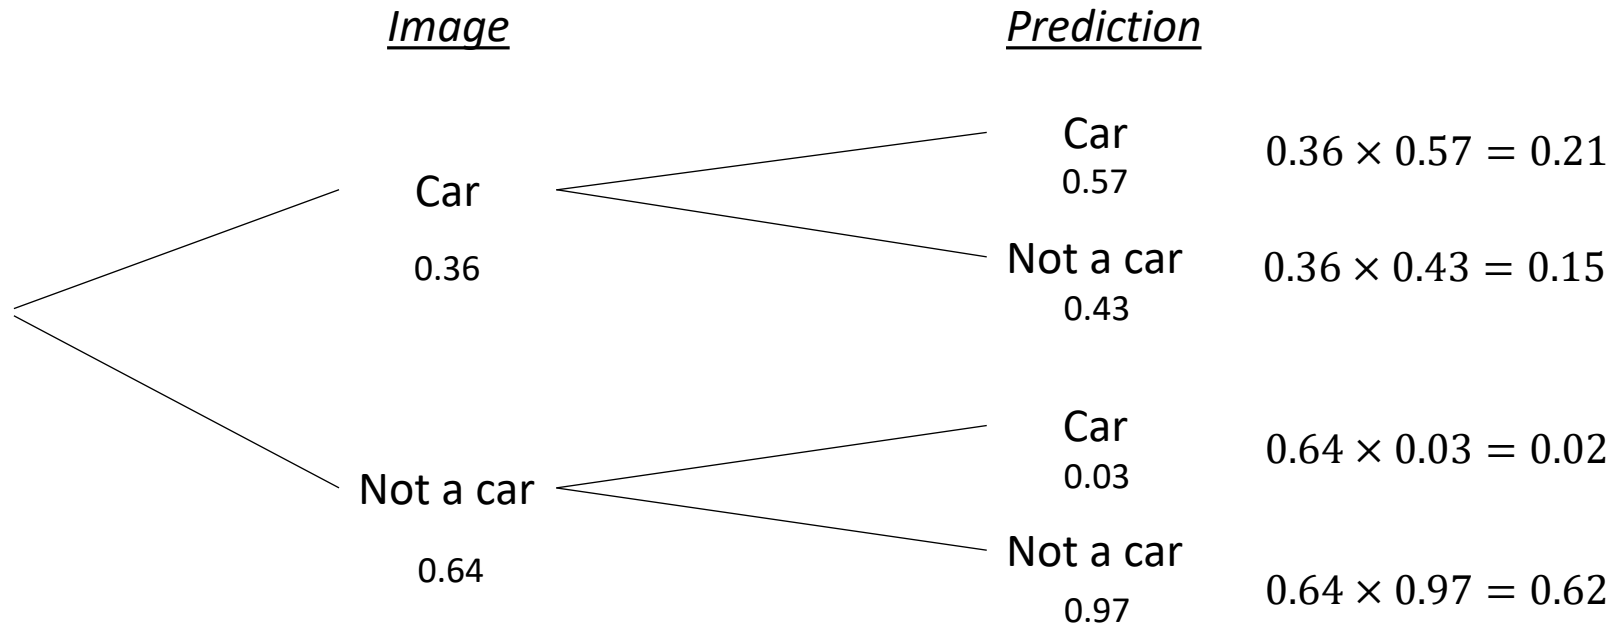 Image
Prediction
Car
0.57
0.36 × 0.57 = 0.21
Car
0.36
Not a car
0.43
0.36 × 0.43 = 0.15
Car
0.03
0.64 × 0.03 = 0.02
Not a car
0.64
Not a car
0.97
0.64 × 0.97 = 0.62